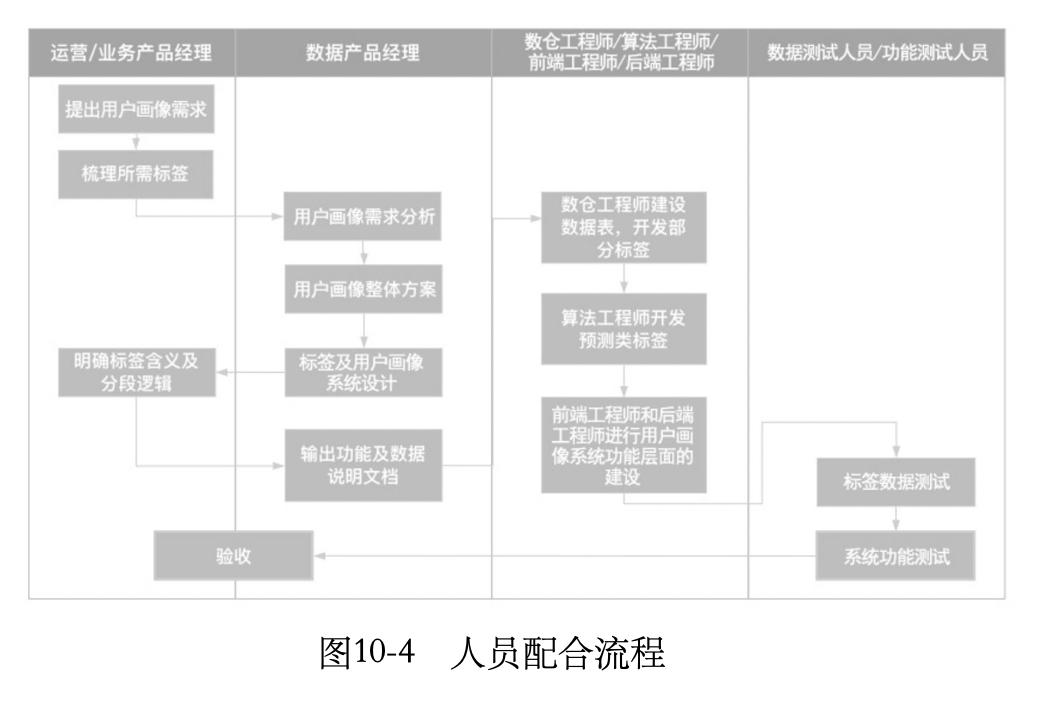 运营/业务产品经理
数据产品经理
数仓工程师/算法工程师/
前端工程师/后端工程师
数据测试人员/功能测试人员
提出用户画像需求
梳理所需标签
用户画像需求分析
数仓工程师建设
数据表，开发部
分标签
用户画像整体方案
算法工程师开发
预测类标签
明确标签含义及
分段逻辑
标签及用户画像
系统设计
前端工程师和后端
工程师进行用户画
像系统功能层面的
建设
输出功能及数据
说明文档
标签数据测试
验收
系统功能测试
图10-4 人员配合流程